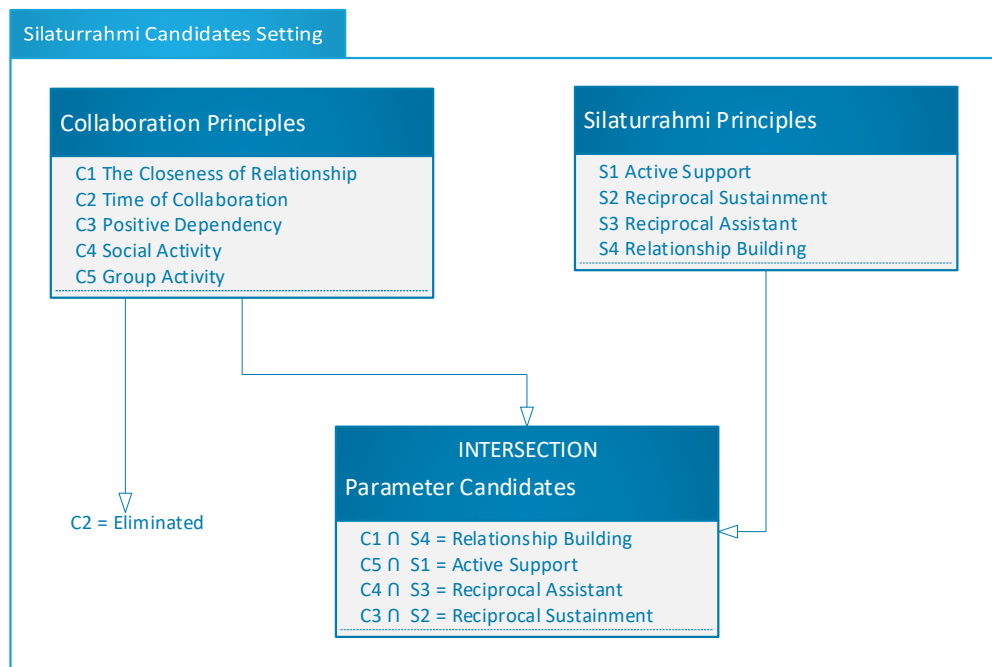 Silaturrahmi Candidates Setting
Collaboration Principles
C1 The Closeness of Relationship
C2 Time of Collaboration
C3 Positive Dependency
C4 Social Activity
C5 Group Activity
Silaturrahmi Principles
S1 Active Support
S2 Reciprocal Sustainment
S3 Reciprocal Assistant
S4 Relationship Building
C2 = Eliminated
INTERSECTION
Parameter Candidates
C1 ∩ S4 = Relationship Building
C5 ∩ S1 = Active Support
C4 ∩ S3 = Reciprocal Assistant
C3 ∩ S2 = Reciprocal Sustainment